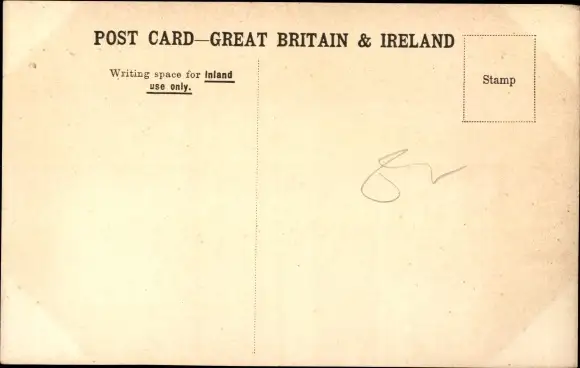 POST CARD—GREAT BRITAIN & IRELAND
Writing space for Inland
use only.
Stamp